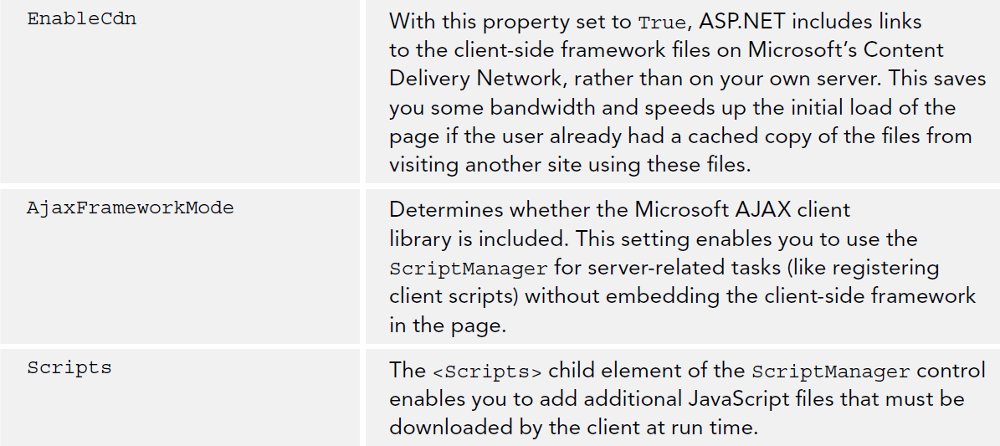 EnableCdn
With this property set to True, ASP.NET includes links
to the client-side framework files on Microsoft’s Content
Delivery Network, rather than on your own server. This saves
you some bandwidth and speeds up the initial load of the
page if the user already had a cached copy of the files from
visiting another site using these files.
AjaxFrameworkMode
Determines whether the Microsoft AJAX client
library is included. This setting enables you to use the
ScriptManager for server-related tasks (like registering
client scripts) without embedding the client-side framework
in the page.
Scripts
The <Scripts> child element of the ScriptManager control
enables you to add additional JavaScript files that must be
downloaded by the client at run time.